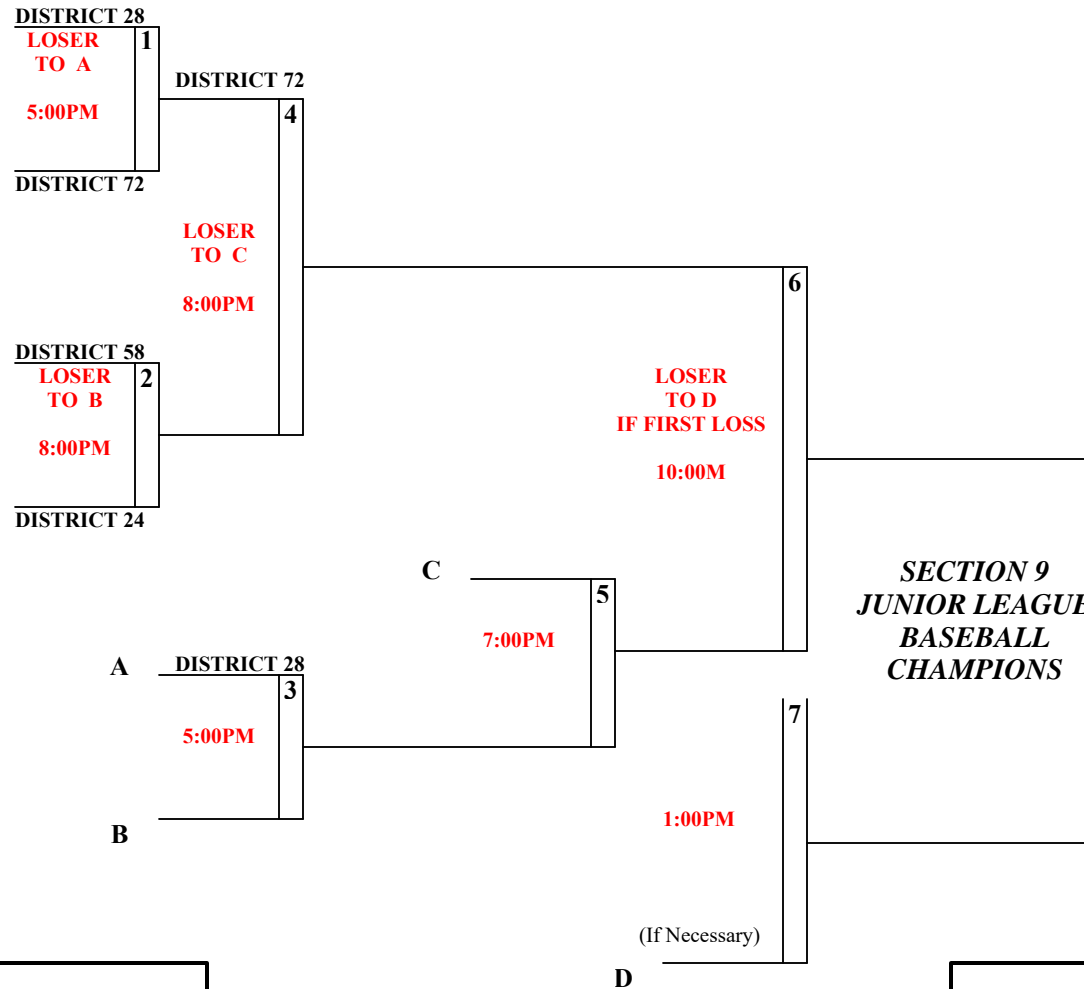 DISTRICT 28
LOSER
TO A
5:00PM
1
DISTRICT 72
DISTRICT 72
4
LOSER
TO C
8:00PM
DISTRICT 58
LOSER
TO B
8:00PM
2
DISTRICT 24
6
LOSER
TO D
IF FIRST LOSS
10:00M
C
5
7:00PM
SECTION 9
JUNIOR LEAGUE
BASEBALL
CHAMPIONS
A
DISTRICT 28
3
5:00PM
B
7
1:00PM
(If Necessary)
D